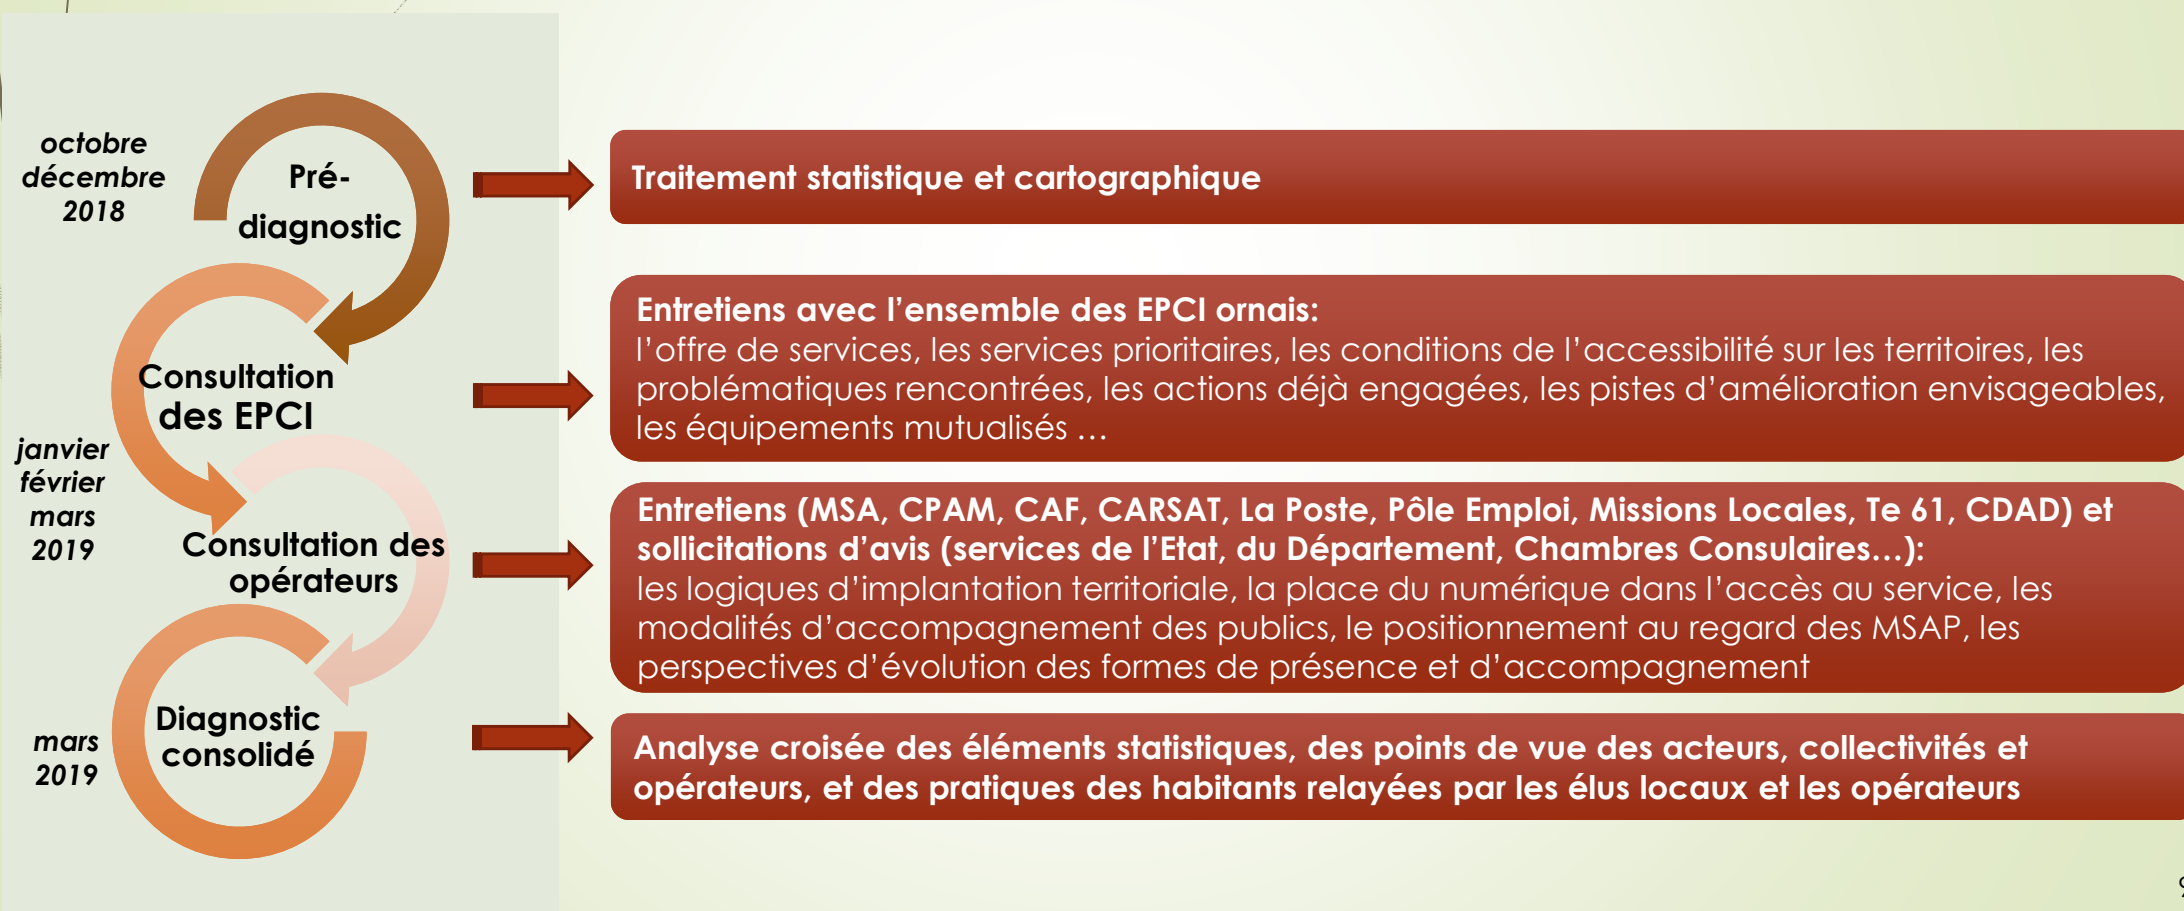 octobre
décembre
2018
Pré-
diagnostic
Traitement statistique et cartographique
Consultation
des EPCI
Entretiens avec l’ensemble des EPCI ornais:
l’offre de services, les services prioritaires, les conditions de l’accessibilité sur les territoires, les
problématiques rencontrées, les actions déjà engagées, les pistes d’amélioration envisageables,
les équipements mutualisés …
janvier
février
mars
2019
Consultation des
opérateurs
Entretiens (MSA, CPAM, CAF, CARSAT, La Poste, Pôle Emploi, Missions Locales, Te 61, CDAD) et
sollicitations d’avis (services de l’Etat, du Département, Chambres Consulaires…):
les logiques d’implantation territoriale, la place du numérique dans l’accès au service, les
modalités d’accompagnement des publics, le positionnement au regard des MSAP, les
perspectives d’évolution des formes de présence et d’accompagnement
mars
2019
Diagnostic
consolidé
Analyse croisée des éléments statistiques, des points de vue des acteurs, collectivités et
opérateurs, et des pratiques des habitants relayées par les élus locaux et les opérateurs